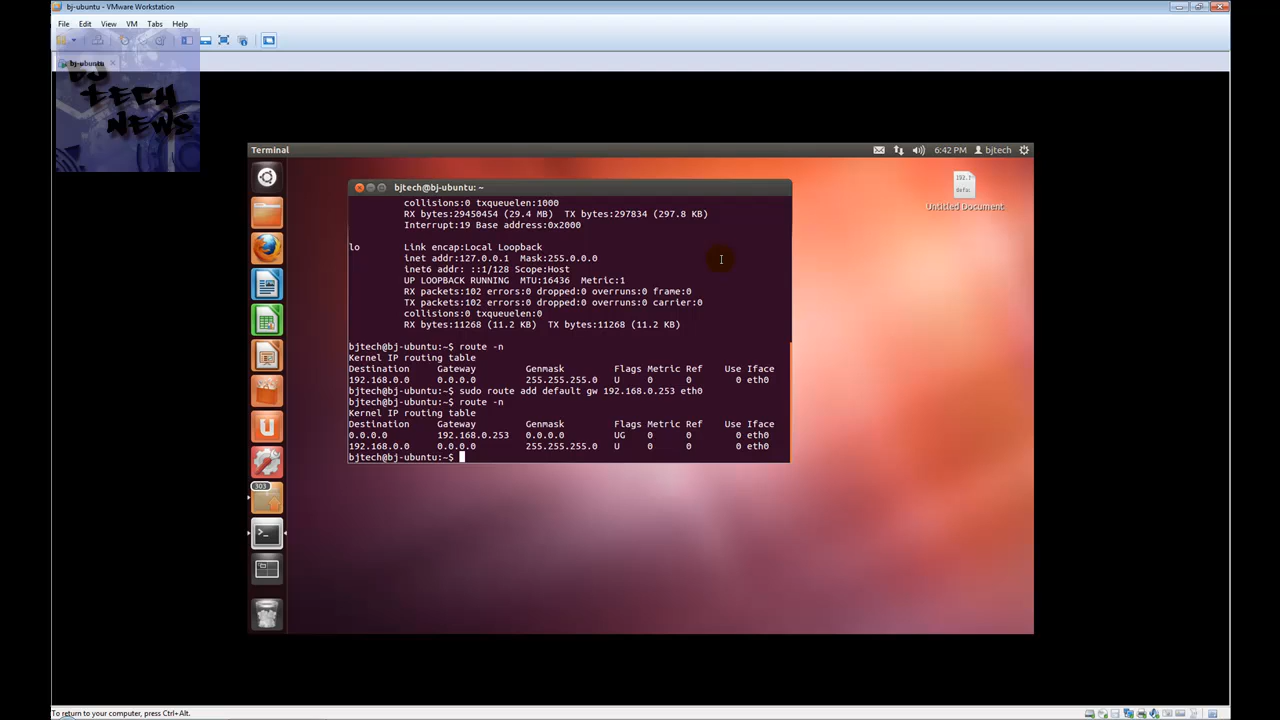 bj-ubuntu - VMware Workstation
File Edit View VM Tabs Help
bj-ubuntu
BJ
TECH
NEWS
Terminal
6:42 PM bjtech
bjtech@bj-ubuntu: ~
192.1
defau
Untitled Document
collisions:0 txqueuelen:1000
RX bytes:29450454 (29.4 MB) TX bytes:297834 (297.8 KB)
Interrupt:19 Base address:0x2000
lo Link encap:Local Loopback
inet addr:127.0.0.1 Mask:255.0.0.0
inet6 addr: ::1/128 Scope:Host
UP LOOPBACK RUNNING MTU:16436 Metric:1
RX packets:102 errors:0 dropped:0 overruns:0 frame:0
TX packets:102 errors:0 dropped:0 overruns:0 carrier:0
collisions:0 txqueuelen:0
RX bytes:11268 (11.2 KB) TX bytes:11268 (11.2 KB)
bjtech@bj-ubuntu:~$ route -n
Kernel IP routing table
Destination Gateway Genmask Flags Metric Ref Use Iface
192.168.0.0 0.0.0.0 255.255.255.0 U 0 0 0 eth0
bjtech@bj-ubuntu:~$ sudo route add default gw 192.168.0.253 eth0
bjtech@bj-ubuntu:~$ route -n
Kernel IP routing table
Destination Gateway Genmask Flags Metric Ref Use Iface
0.0.0.0 192.168.0.253 0.0.0.0 UG 0 0 0 eth0
192.168.0.0 0.0.0.0 255.255.255.0 U 0 0 0 eth0
bjtech@bj-ubuntu:~$
303
To return to your computer, press Ctrl+Alt.